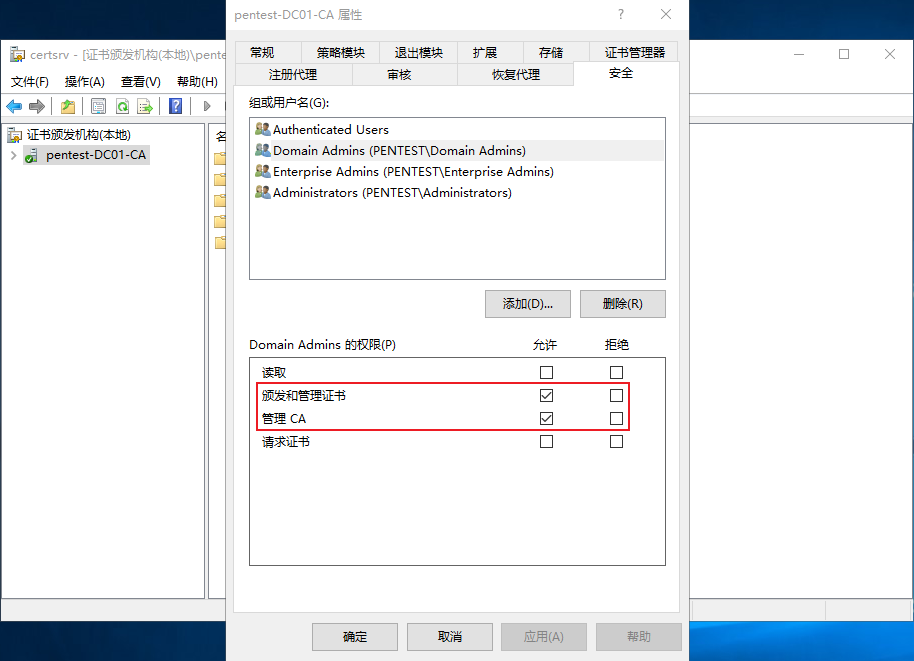 pentest-DC01-CA 属性
certsrv - [证书颁发机构(本地)\pente
文件(F) 操作(A) 查看(V) 帮助(H)
证书颁发机构(本地)
pentest-DC01-CA
常规 策略模块 退出模块 扩展 存储 证书管理器
注册代理 审核 恢复代理 安全
组或用户名(G):
Authenticated Users
Domain Admins (PENTEST\Domain Admins)
Enterprise Admins (PENTEST\Enterprise Admins)
Administrators (PENTEST\Administrators)
添加(D)... 删除(R)
Domain Admins 的权限(P) 允许 拒绝
读取
颁发和管理证书
管理 CA
请求证书
确定 取消 应用(A) 帮助